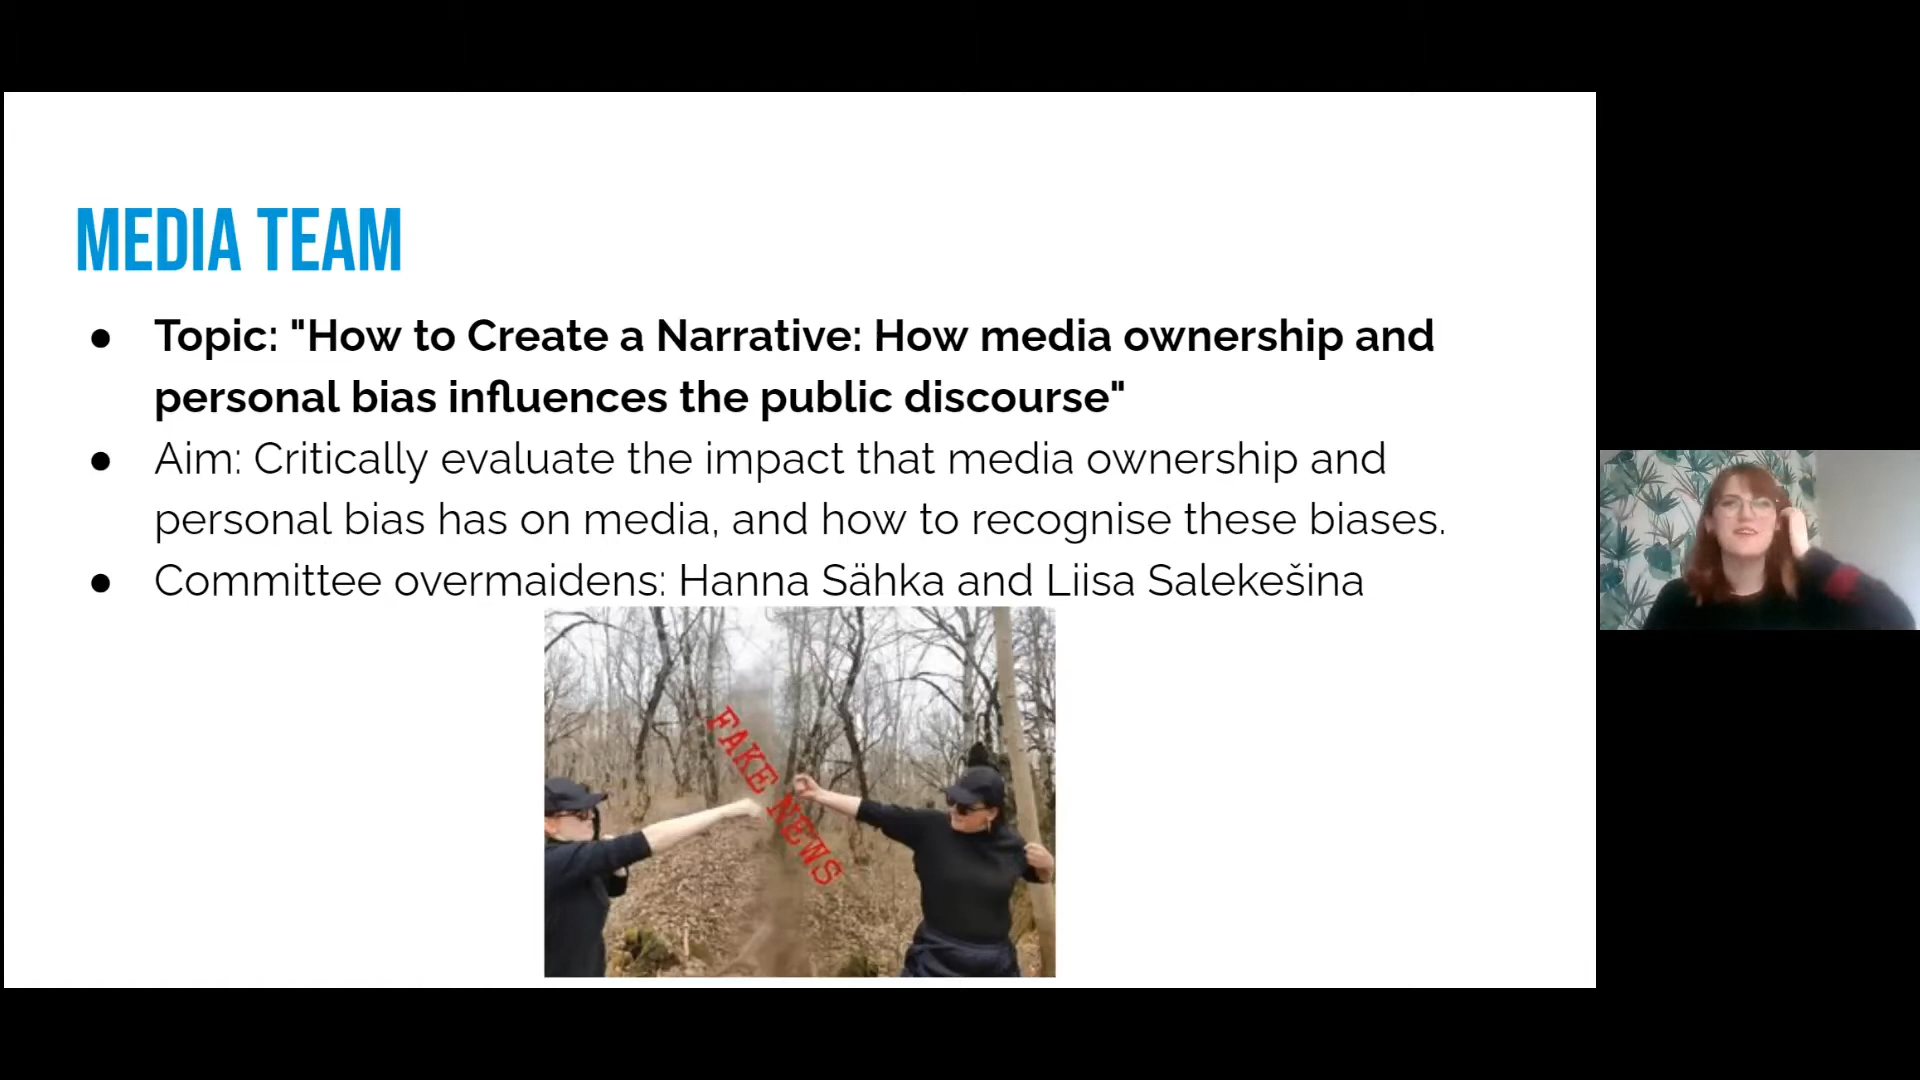 MEDIA TEAM
● Topic: "How to Create a Narrative: How media ownership and
personal bias influences the public discourse"
● Aim: Critically evaluate the impact that media ownership and
personal bias has on media, and how to recognise these biases.
● Committee overmaidens: Hanna Sähka and Liisa Salekešina
FAKE NEWS